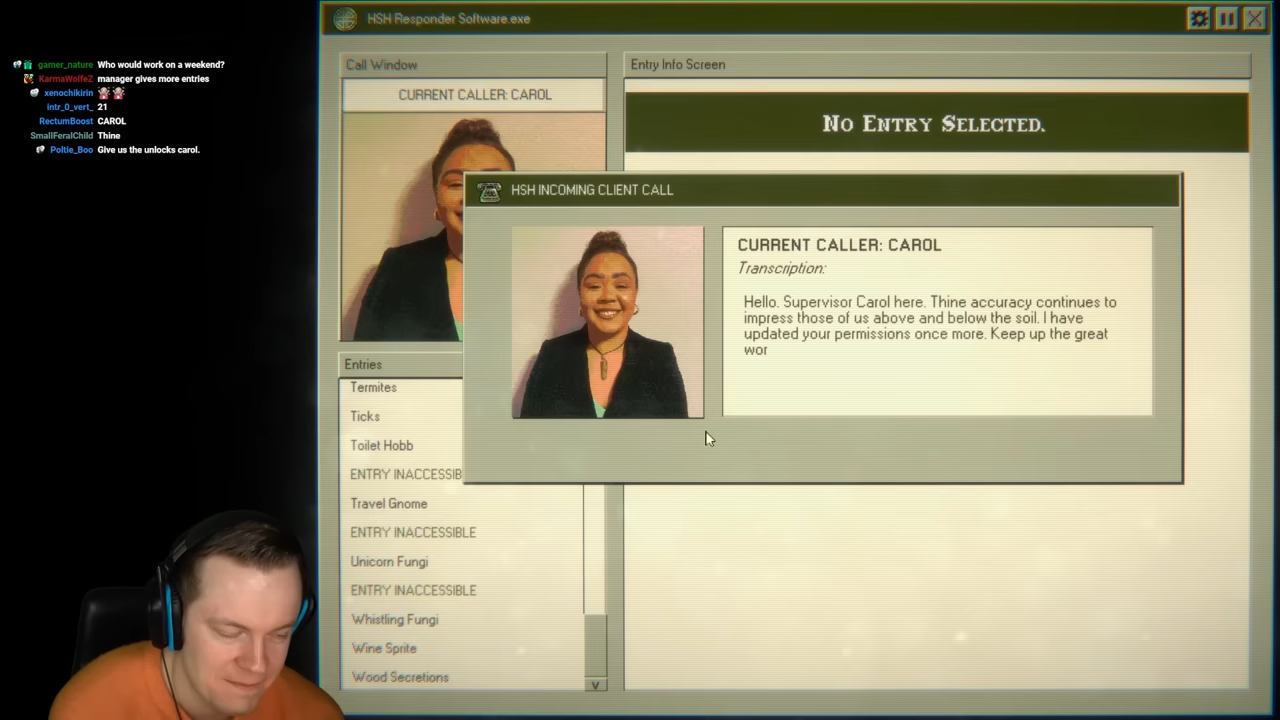 HSH Responder Software.exe
gamer_nature Who would work on a weekend?
KarmaWolfeZ manager gives more entries
xenochikirin
intr_0_vert_ 21
RectumBoost CAROL
SmallFeralChild Thine
Poltie_Boo Give us the unlocks carol.
Call Window
CURRENT CALLER: CAROL
Entry Info Screen
NO ENTRY SELECTED.
HSH INCOMING CLIENT CALL
CURRENT CALLER: CAROL
Transcription:
Hello. Supervisor Carol here. Thine accuracy continues to
impress those of us above and below the soil. I have
updated your permissions once more. Keep up the great
wor
Entries
Termites
Ticks
Toilet Hobb
ENTRY INACCESSIB
Travel Gnome
ENTRY INACCESSIBLE
Unicorn Fungi
ENTRY INACCESSIBLE
Whistling Fungi
Wine Sprite
Wood Secretions
V